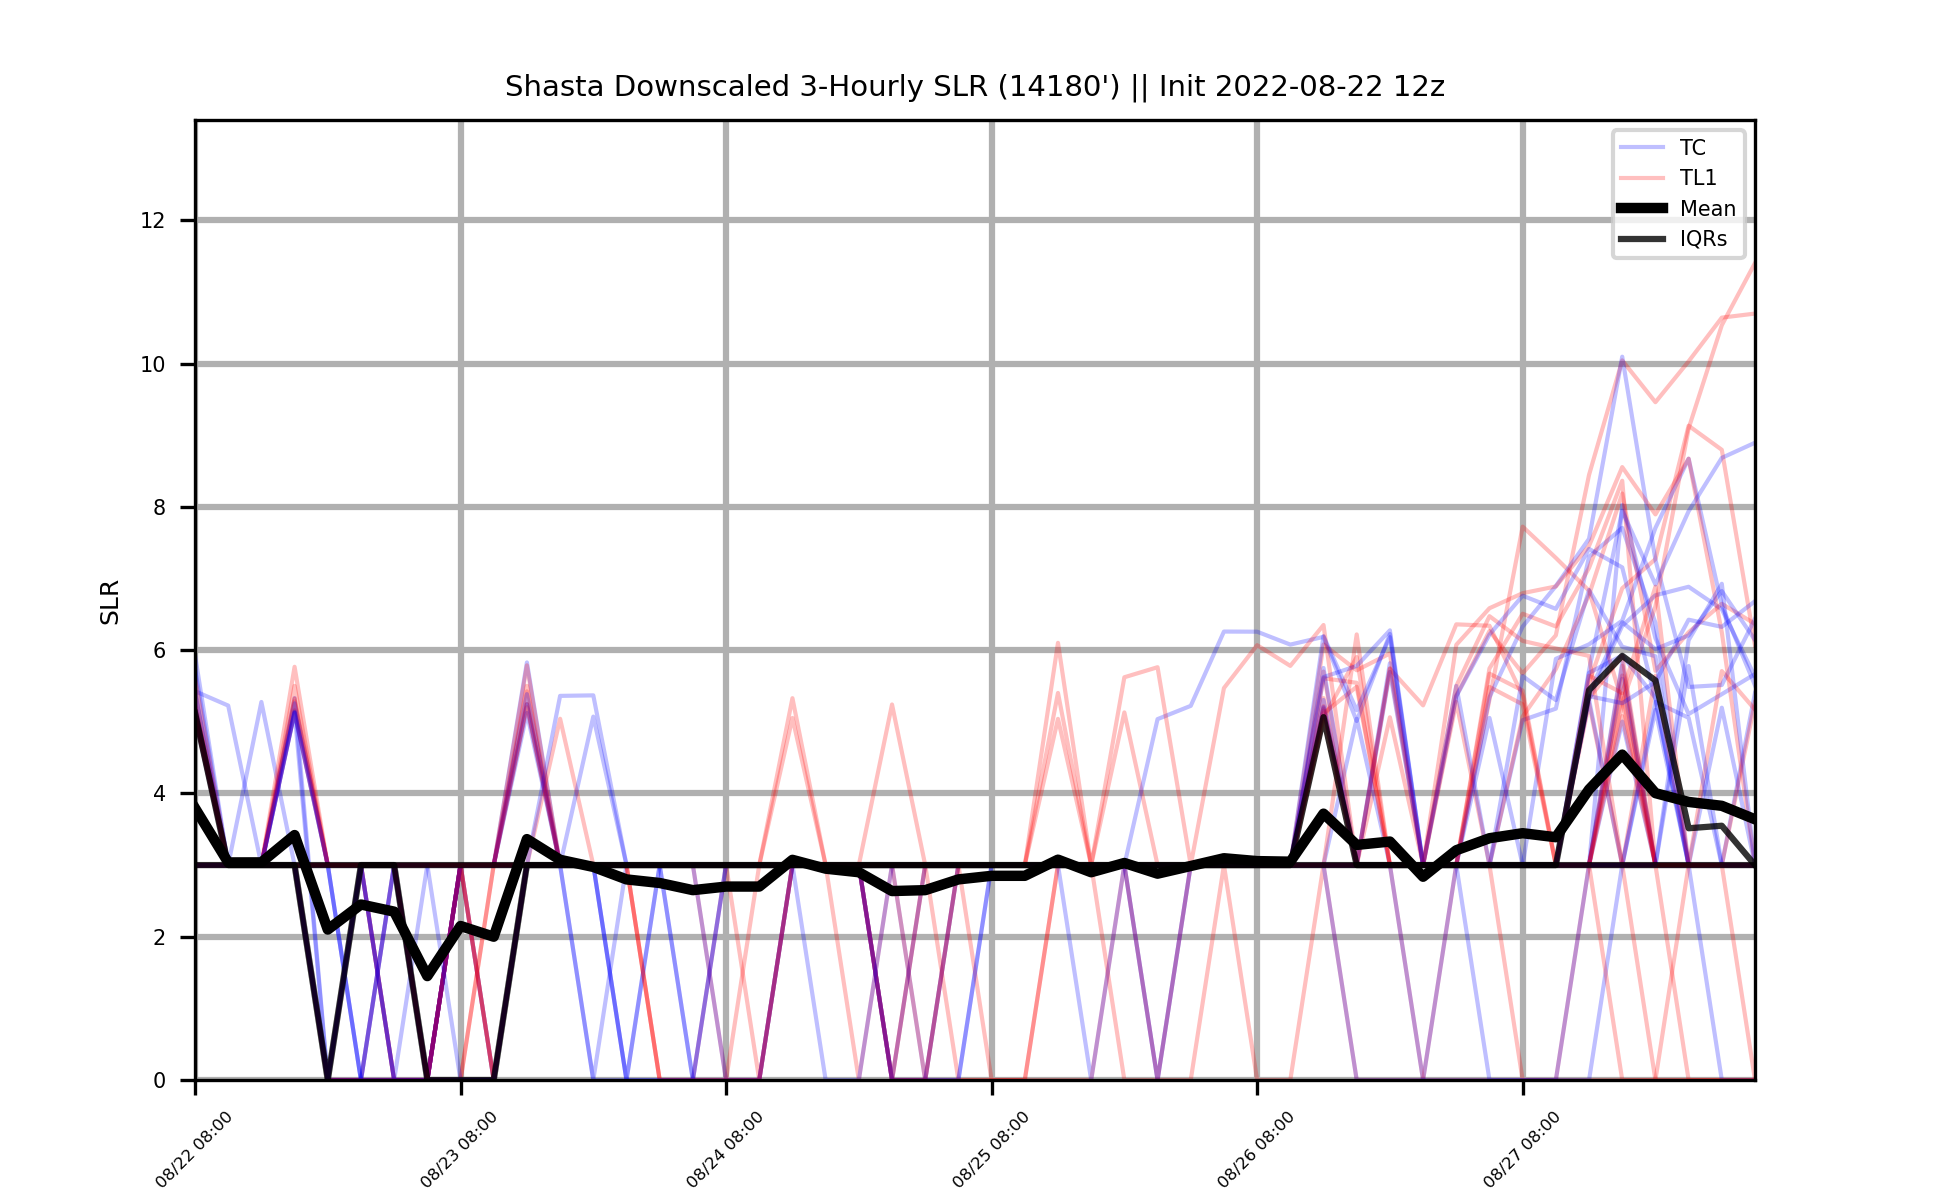 Shasta Downscaled 3-Hourly SLR (14180') || Init 2022-08-22 12z
TC
TL1
Mean
IQRs
SLR
12
10
8
6
4
2
0
08/22 08:00
08/23 08:00
08/24 08:00
08/25 08:00
08/26 08:00
08/27 08:00